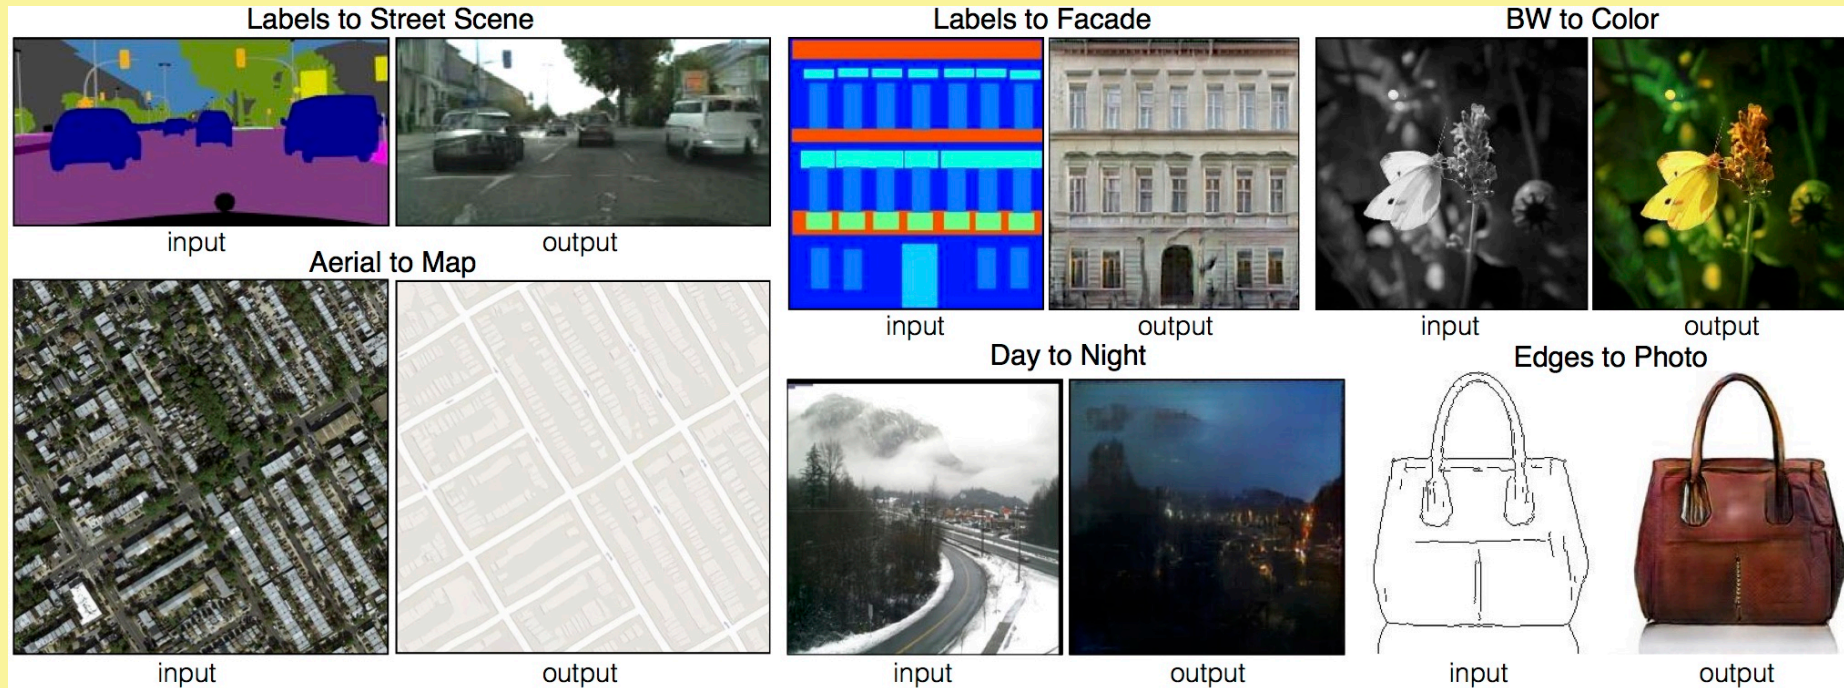 Labels to Street Scene
input
output
Aerial to Map
input
output
Labels to Facade
input
output
BW to Color
input
output
Day to Night
input
output
Edges to Photo
input
output